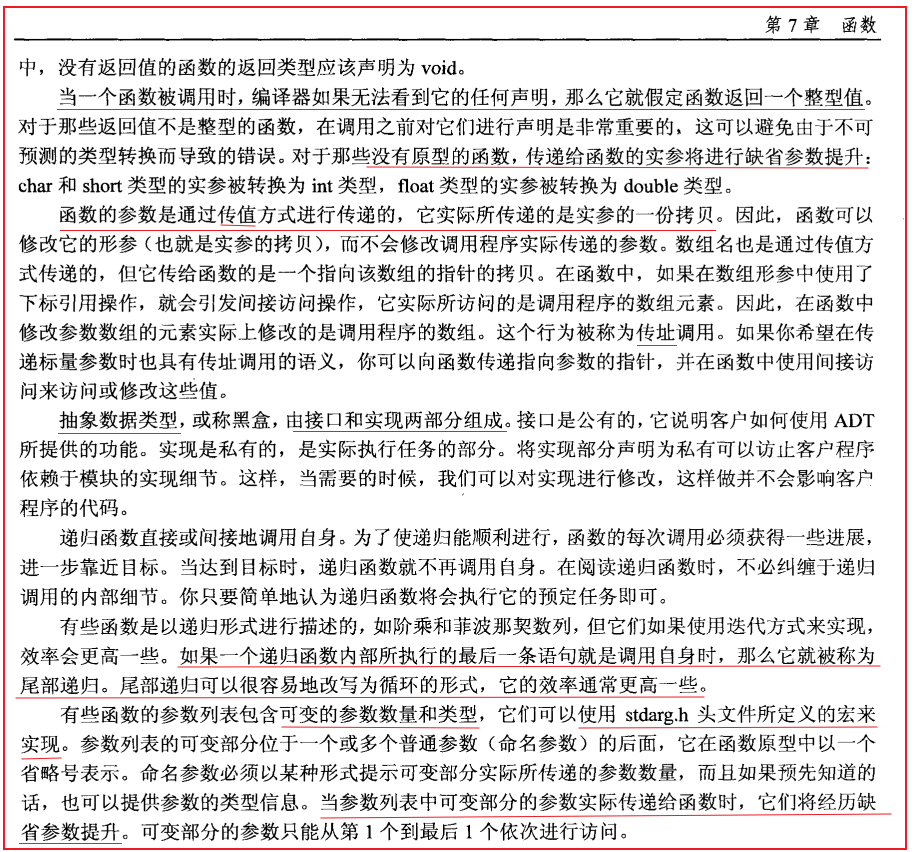 第 7 章 函数
中，没有返回值的函数的返回类型应该声明为 void。
当一个函数被调用时，编译器如果无法看到它的任何声明，那么它就假定函数返回一个整型值。
对于那些返回值不是整型的函数，在调用之前对它们进行声明是非常重要的，这可以避免由于不可
预测的类型转换而导致的错误。对于那些没有原型的函数，传递给函数的实参将进行缺省参数提升：
char 和 short 类型的实参被转换为 int 类型，float 类型的实参被转换为 double 类型。
函数的参数是通过传值方式进行传递的，它实际所传递的是实参的一份拷贝。因此，函数可以
修改它的形参（也就是实参的拷贝），而不会修改调用程序实际传递的参数。数组名也是通过传值方
式传递的，但它传给函数的是一个指向该数组的指针的拷贝。在函数中，如果在数组形参中使用了
下标引用操作，就会引发间接访问操作，它实际所访问的是调用程序的数组元素。因此，在函数中
修改参数数组的元素实际上修改的是调用程序的数组。这个行为被称为传址调用。如果你希望在传
递标量参数时也具有传址调用的语义，你可以向函数传递指向参数的指针，并在函数中使用间接访
问来访问或修改这些值。
抽象数据类型，或称黑盒，由接口和实现两部分组成。接口是公有的，它说明客户如何使用 ADT
所提供的功能。实现是私有的，是实际执行任务的部分。将实现部分声明为私有可以访止客户程序
依赖于模块的实现细节。这样，当需要的时候，我们可以对实现进行修改，这样做并不会影响客户
程序的代码。
递归函数直接或间接地调用自身。为了使递归能顺利进行，函数的每次调用必须获得一些进展，
进一步靠近目标。当达到目标时，递归函数就不再调用自身。在阅读递归函数时，不必纠缠于递归
调用的内部细节。你只要简单地认为递归函数将会执行它的预定任务即可。
有些函数是以递归形式进行描述的，如阶乘和菲波那契数列，但它们如果使用迭代方式来实现，
效率会更高一些。如果一个递归函数内部所执行的最后一条语句就是调用自身时，那么它就被称为
尾部递归。尾部递归可以很容易地改写为循环的形式，它的效率通常更高一些。
有些函数的参数列表包含可变的参数数量和类型，它们可以使用 stdarg.h 头文件所定义的宏来
实现。参数列表的可变部分位于一个或多个普通参数（命名参数）的后面，它在函数原型中以一个
省略号表示。命名参数必须以某种形式提示可变部分实际所传递的参数数量，而且如果预先知道的
话，也可以提供参数的类型信息。当参数列表中可变部分的参数实际传递给函数时，它们将经历缺
省参数提升。可变部分的参数只能从第 1 个到最后 1 个依次进行访问。